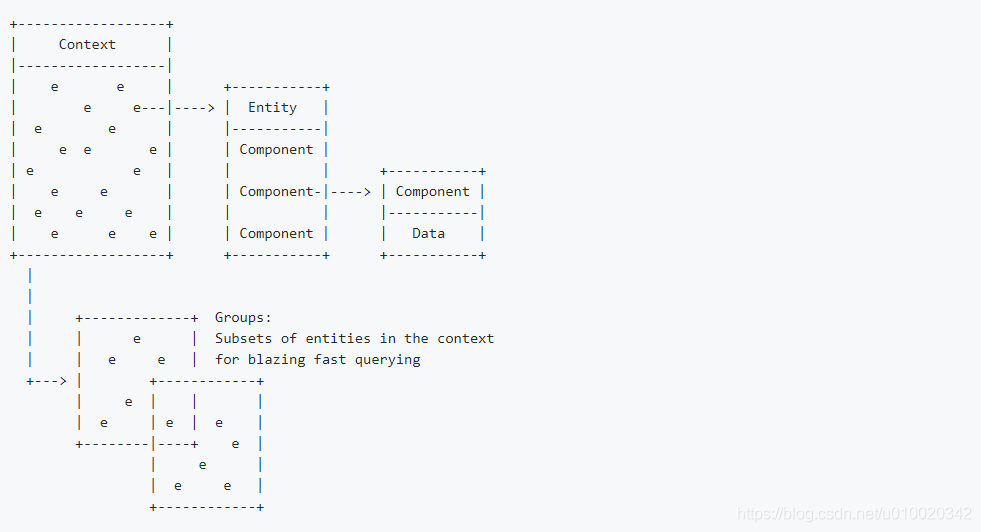 +------------------+
|     Context      |
|------------------|
|    e       e     |      +-----------+
|        e     e---|----> |  Entity   |
|  e        e      |      |-----------|
|     e  e       e |      | Component |
| e            e   |      |           |      +-----------+
|    e     e       |      | Component-|----> | Component |
|  e    e     e    |      |           |      |-----------|
|    e      e    e |      | Component |      |   Data    |
+------------------+      +-----------+      +-----------+
  |
  |
  |     +-------------+  Groups:
  |     |      e      |  Subsets of entities in the context
  |     |   e     e   |  for blazing fast querying
  +---> |        +------------+
        |     e  |    |       |
        |  e     | e  |  e    |
        +--------|----+    e  |
                 |     e      |
                 |  e     e   |
                 +------------+
https://blog.csdn.net/u010020342